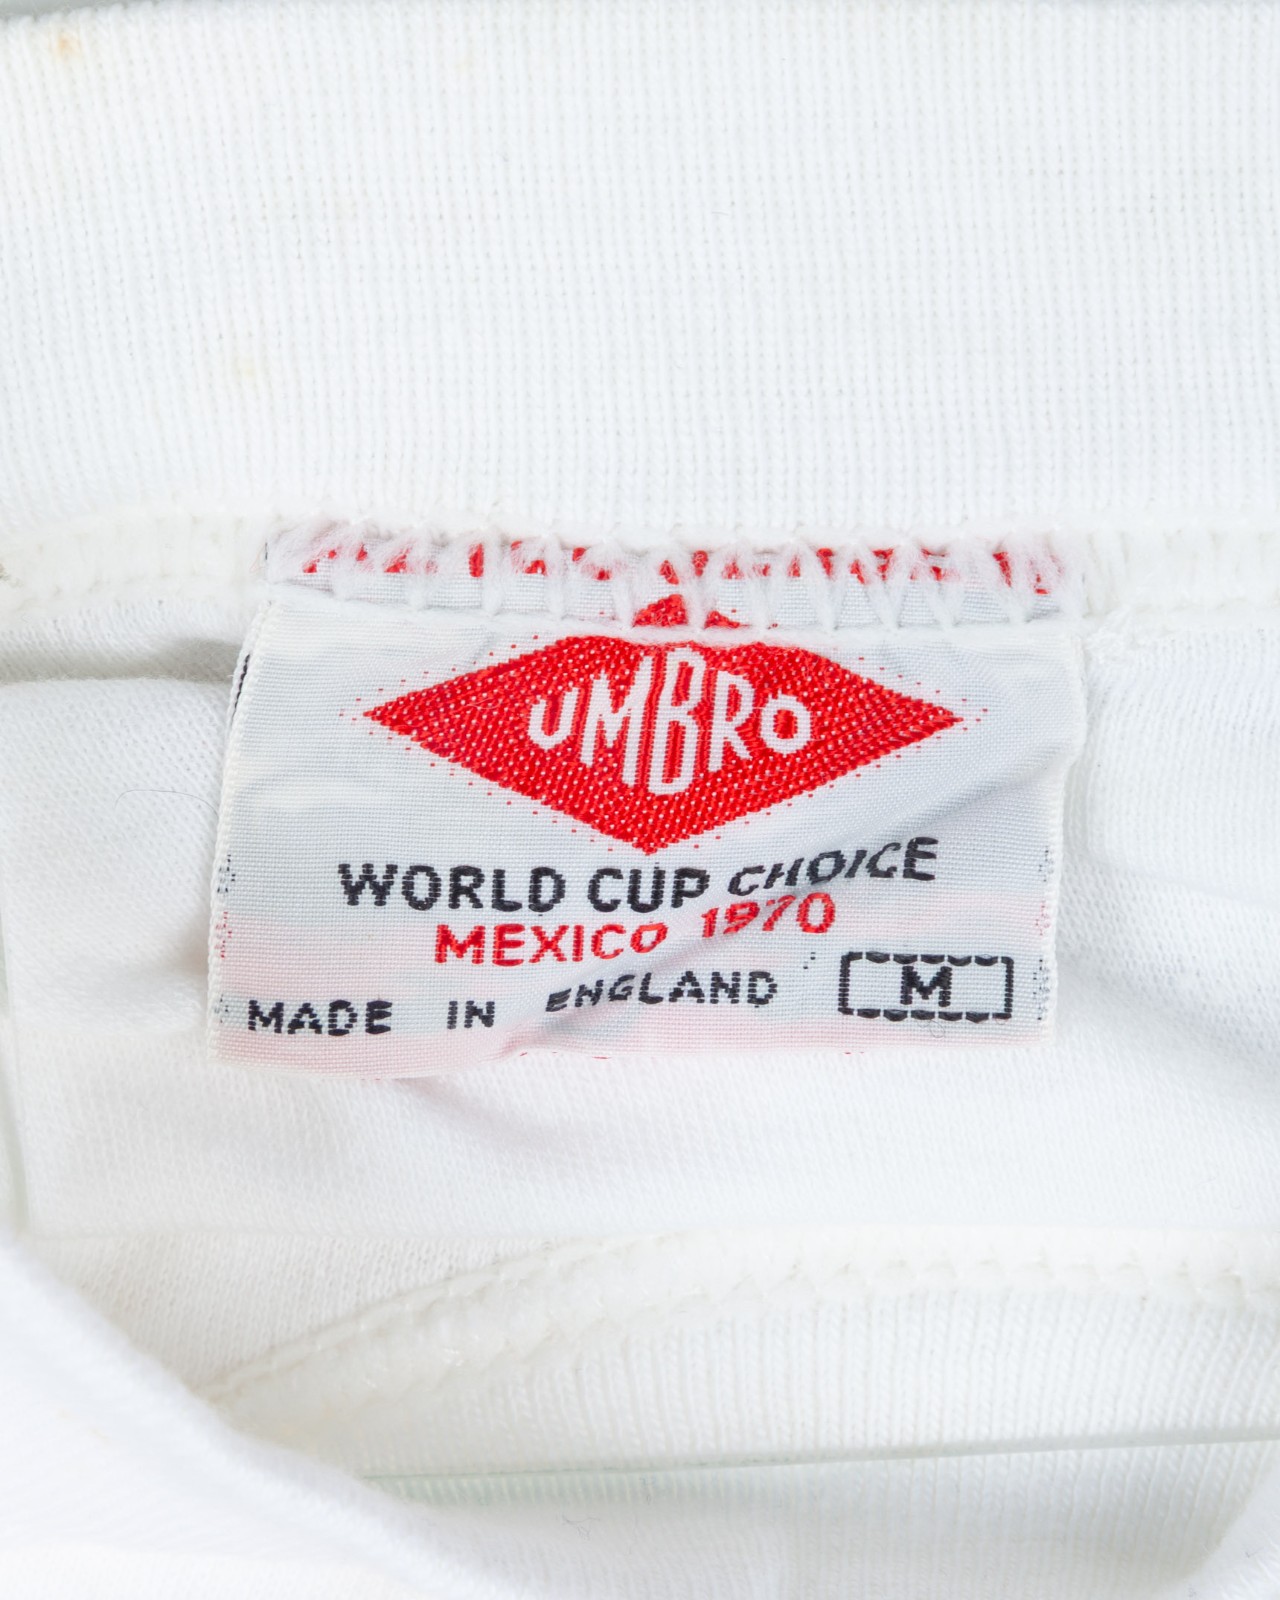 UMBRO
WORLD CUP CHOICE
MEXICO 1970
MADE IN ENGLAND M